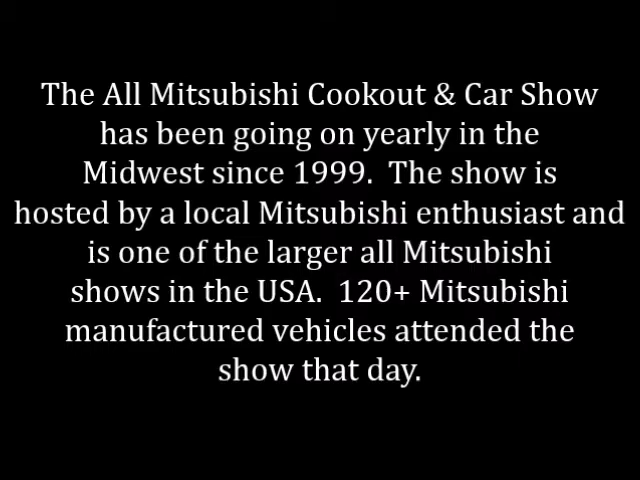 The All Mitsubishi Cookout & Car Show
has been going on yearly in the
Midwest since 1999.  The show is
hosted by a local Mitsubishi enthusiast and
is one of the larger all Mitsubishi
shows in the USA.  120+ Mitsubishi
manufactured vehicles attended the
show that day.